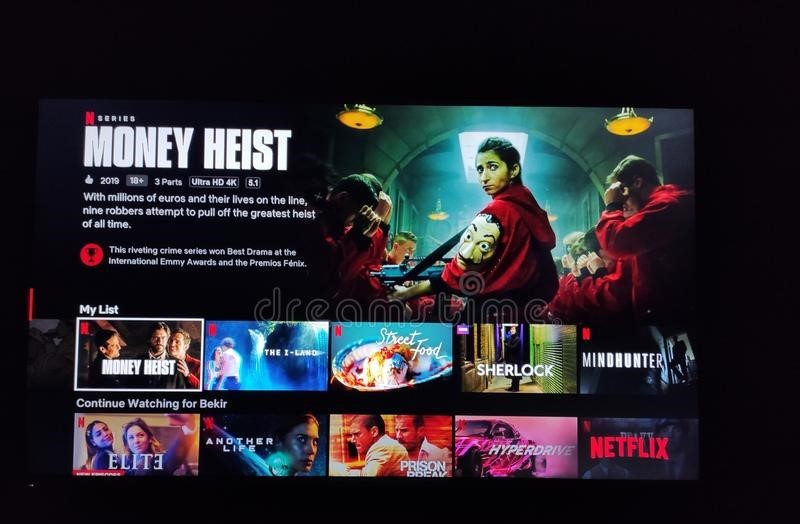 N SERIES
MONEY HEIST
2019 18+ 3 Parts Ultra HD 4K 5.1
With millions of euros and their lives on the line,
nine robbers attempt to pull off the greatest heist
of all time.
This riveting crime series won Best Drama at the
International Emmy Awards and the Premios Fénix.
My List
N MONEY HEIST
N THE I-LAND
N Street Food
SHERLOCK
N MINDHUNTER
dreamstime
Continue Watching for Bekir
N ELITE
NEW EPISODES
N ANOTHER LIFE
PRISON BREAK
N HYPERDRIVE
N NETFLIX